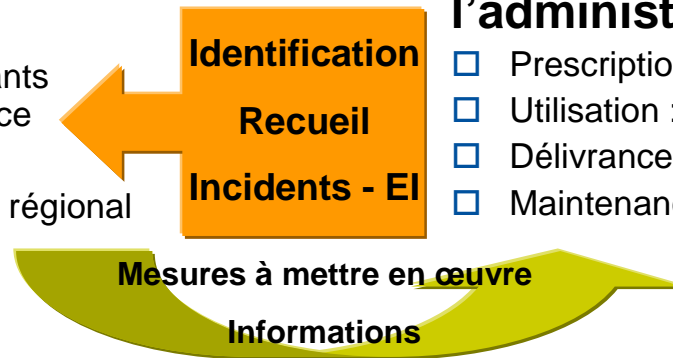 l’administ
Identification
Recueil
Incidents - EI
ants
ce
régional
Prescriptio
Utilisation :
Délivrance
Maintenanc
Mesures à mettre en œuvre
Informations